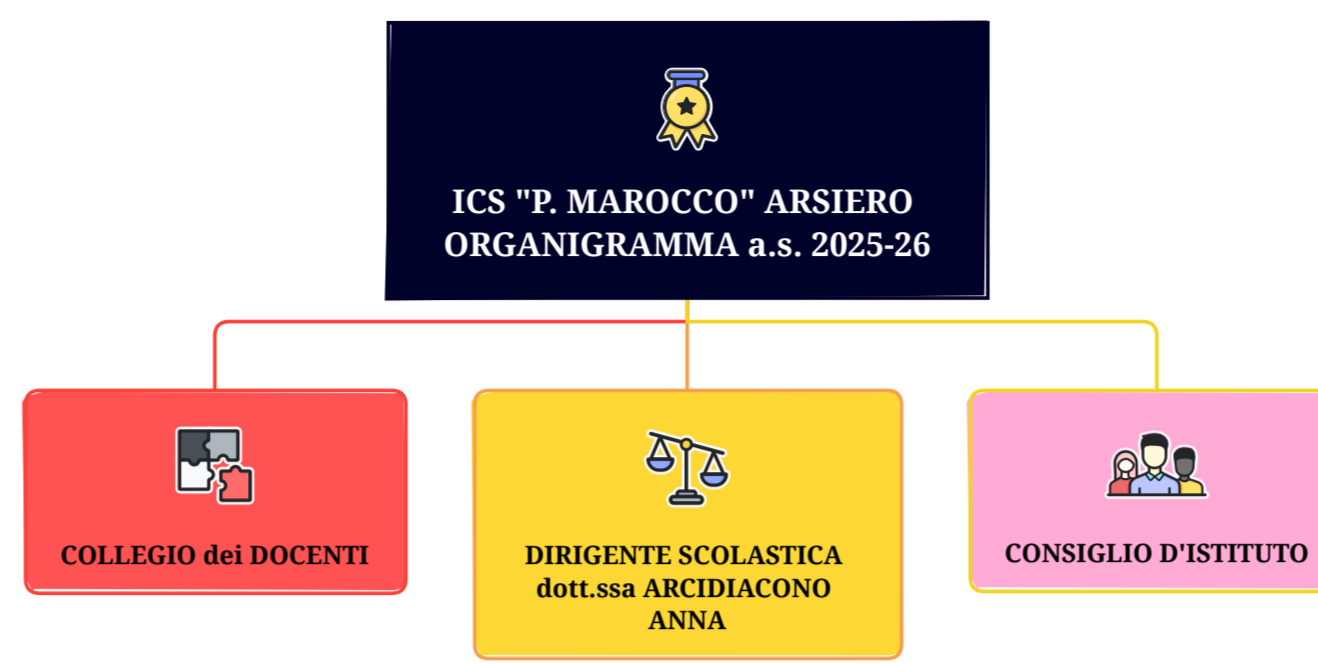 ICS "P. MAROCCO" ARSIERO
ORGANIGRAMMA a.s. 2025-26
COLLEGIO dei DOCENTI
DIRIGENTE SCOLASTICA
dott.ssa ARCIDIACONO
ANNA
CONSIGLIO D'ISTITUTO